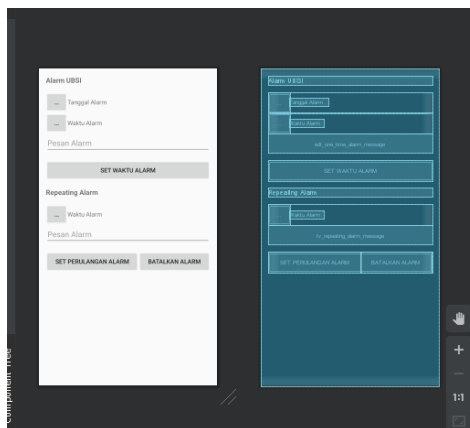 Alarm UBSI
... Tanggal Alarm
... Waktu Alarm
Pesan Alarm
SET WAKTU ALARM
Repeating Alarm
... Waktu Alarm
Pesan Alarm
SET PERULANGAN ALARM BATALKAN ALARM
Alarm UBSI
Tanggal Alarm
Waktu Alarm
edt_one_time_alarm_message
SET WAKTU ALARM
Repeating Alarm
Waktu Alarm
tv_repeating_alarm_message
SET PERULANGAN ALARM BATALKAN ALARM
Component Tree
1:1